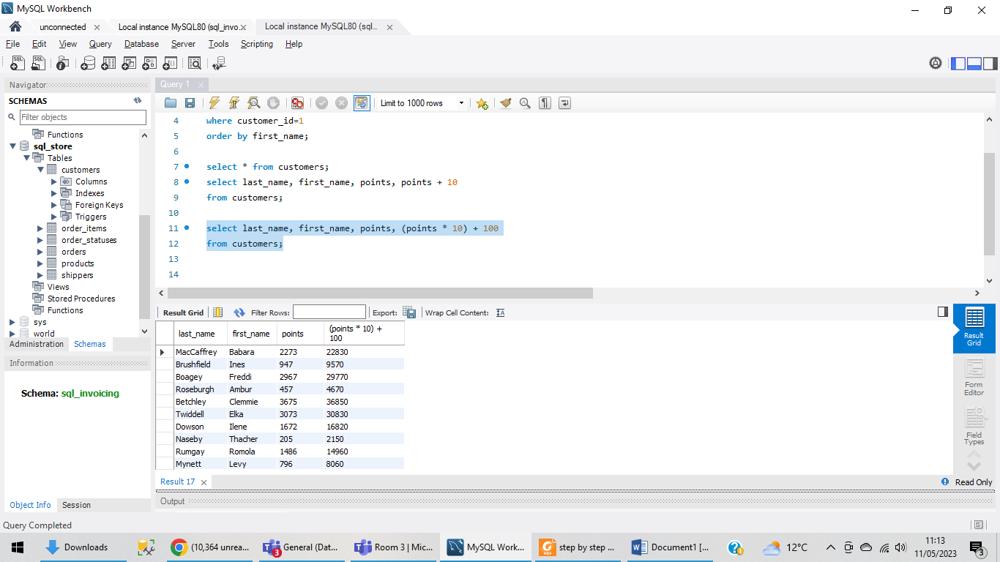 MySQL Workbench
unconnected
Local instance MySQL80 (sql_invo...
Local instance MySQL80 (sql...
File Edit View Query Database Server Tools Scripting Help
Navigator
SCHEMAS
Filter objects
Functions
sql_store
Tables
customers
Columns
Indexes
Foreign Keys
Triggers
order_items
order_statuses
orders
products
shippers
Views
Stored Procedures
Functions
sys
world
Administration Schemas
Information
Schema: sql_invoicing
Object Info Session
Query 1
Limit to 1000 rows
4 where customer_id=1
5 order by first_name;
6
7 select * from customers;
8 select last_name, first_name, points, points + 10
9 from customers;
10
11 select last_name, first_name, points, (points * 10) + 100
12 from customers;
13
14
Result Grid Filter Rows: Export: Wrap Cell Content:
last_name first_name points (points * 10) + 100
MacCaffrey Babara 2273 22830
Brushfield Ines 947 9570
Boagey Freddi 2967 29770
Roseburgh Ambur 457 4670
Betchley Clemmie 3675 36850
Twiddell Elka 3073 30830
Dowson Ilene 1672 16820
Naseby Thacher 205 2150
Rumgay Romola 1486 14960
Mynett Levy 796 8060
Result Grid
Form Editor
Field Types
Result 17
Read Only
Output
Query Completed
Downloads
(10,364 unrea...
General (Dat...
3
Room 3 | Mic...
MySQL Work...
step by step ...
Document1 [...
12°C
11:13
11/05/2023
3